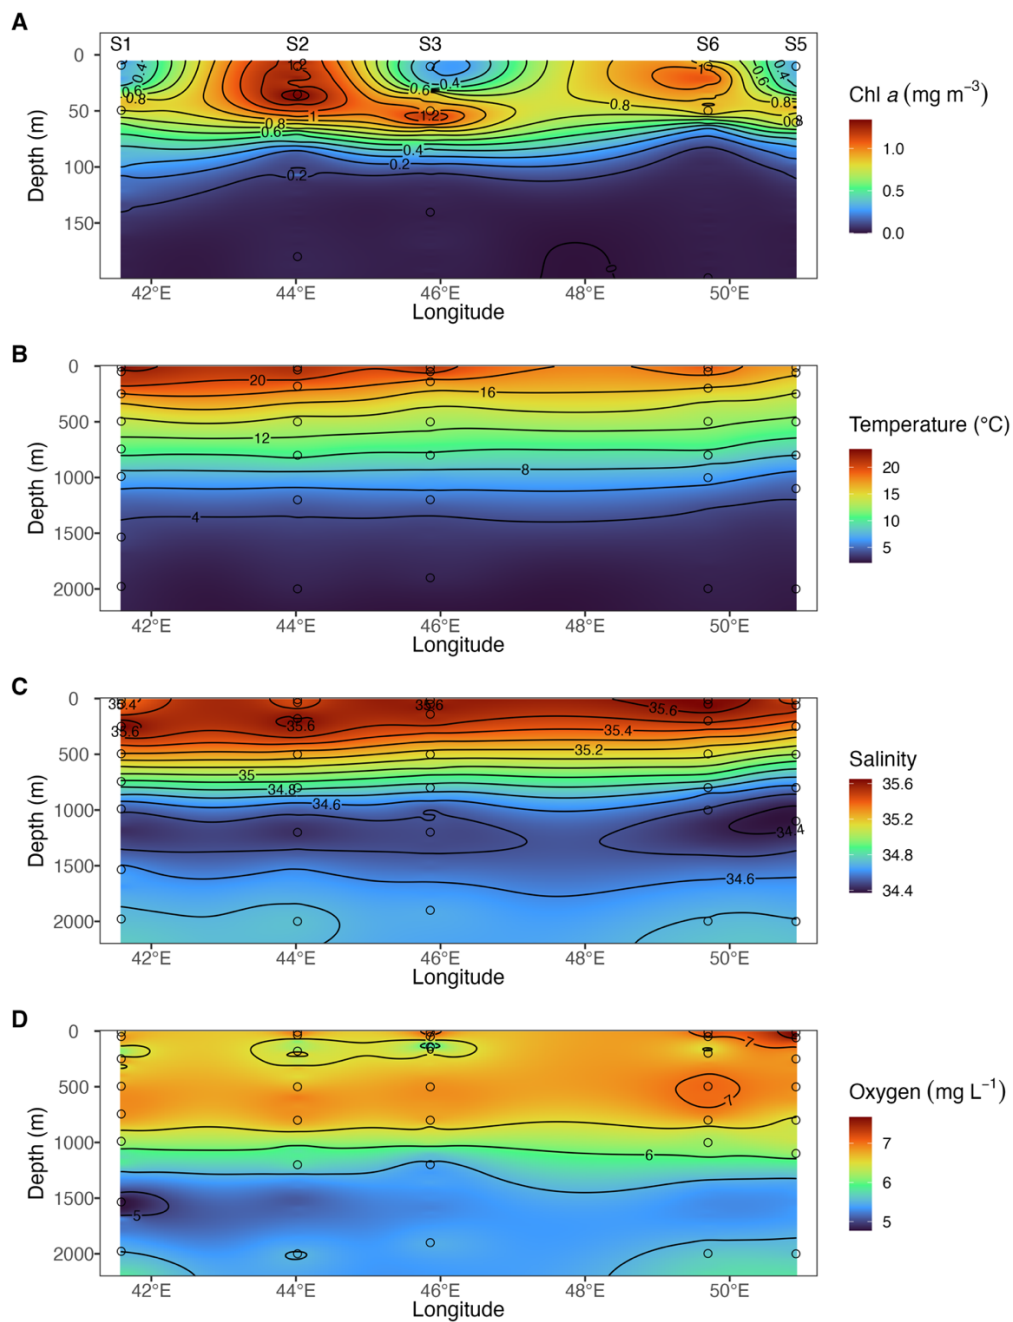 A
S1 S2 S3 S6 S5
0
50
100
150
Depth (m)
0.4 0.6 0.8 1.2 1 0.8 0.6 0.4 0.6 1.2 0.4 0.2 0.2 0.8 1 0.6 0.4 0.8 0.8 0
42°E 44°E 46°E 48°E 50°E
Longitude
Chl a (mg m−3)
1.0
0.5
0.0
B
0
500
1000
1500
2000
Depth (m)
20 16 12 8 4
42°E 44°E 46°E 48°E 50°E
Longitude
Temperature (°C)
20
15
10
5
C
0
500
1000
1500
2000
Depth (m)
35.4 35.6 35.6 35.6 35.6 35.4 35.2 35 34.8 34.6 34.4 34.6
42°E 44°E 46°E 48°E 50°E
Longitude
Salinity
35.6
35.2
34.8
34.4
D
0
500
1000
1500
2000
Depth (m)
7 7 6 5
42°E 44°E 46°E 48°E 50°E
Longitude
Oxygen (mg L−1)
7
6
5